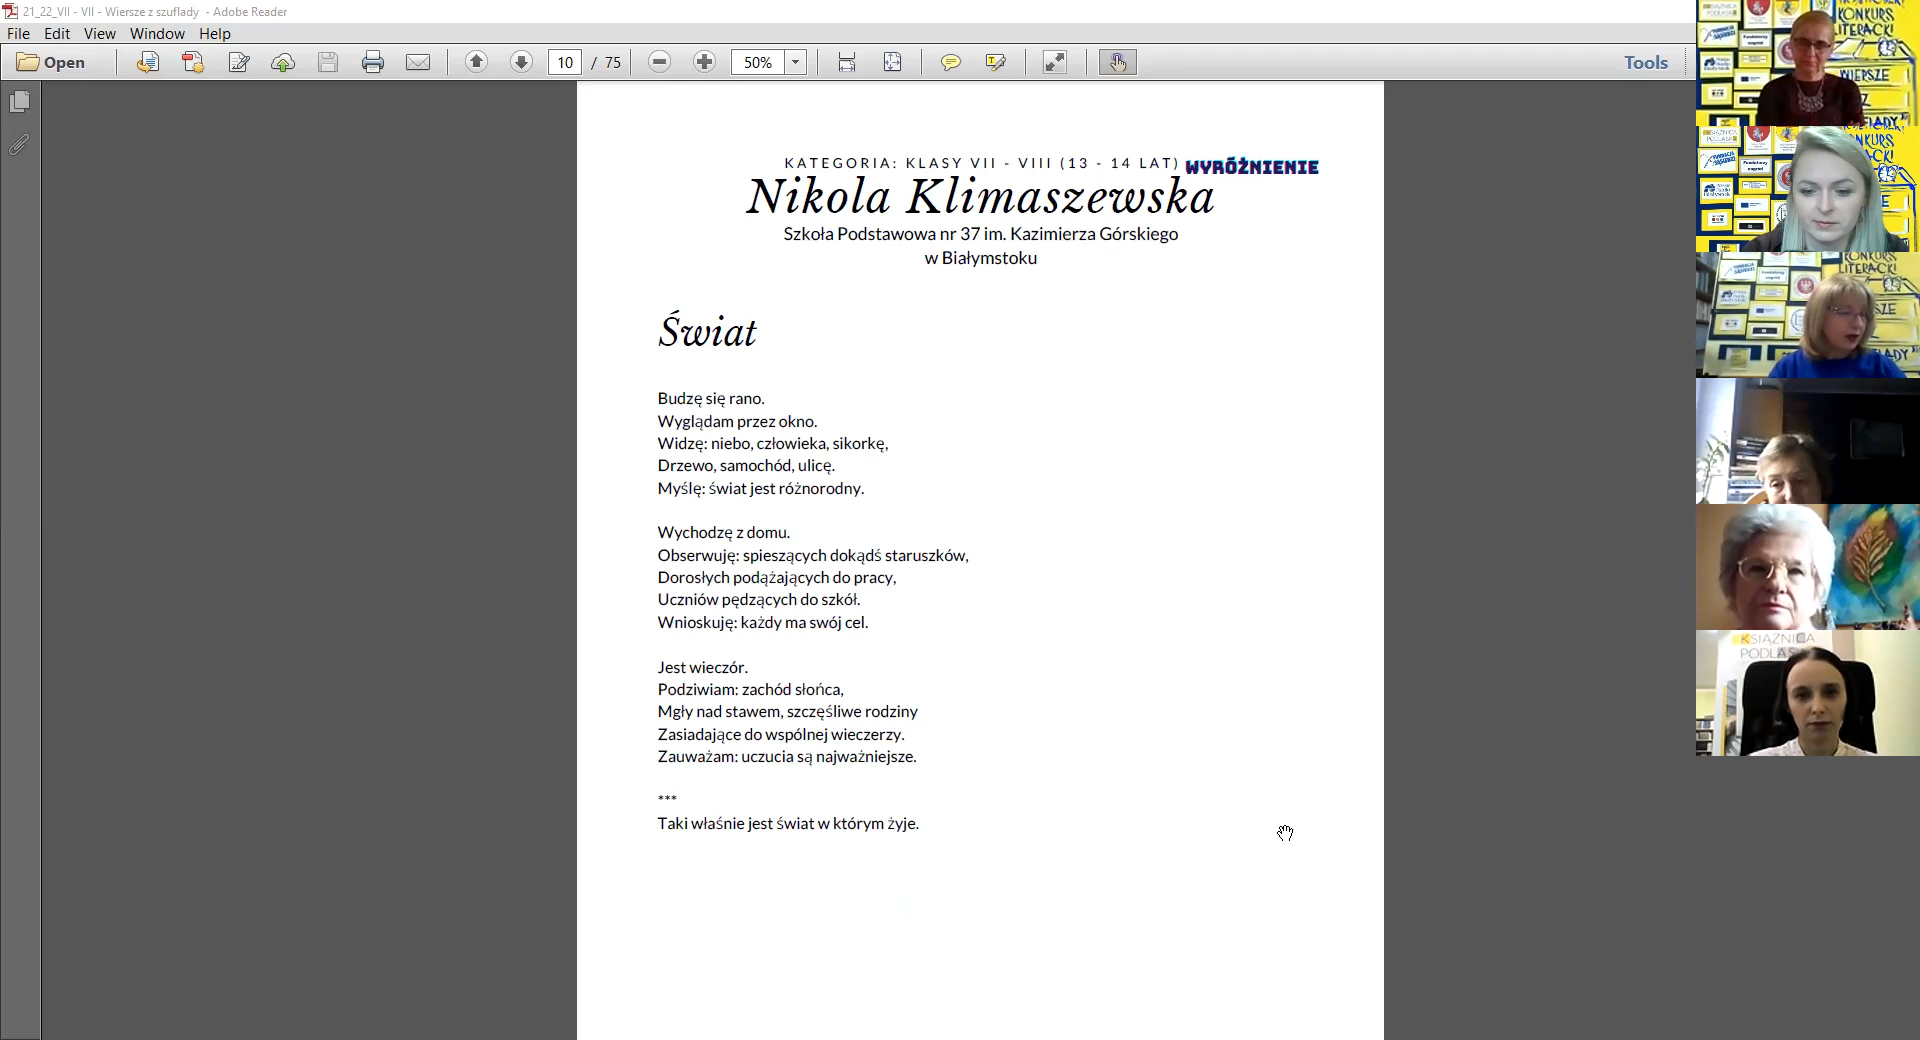 21_22_VII - VII - Wiersze z szuflady - Adobe Reader
File Edit View Window Help
Open
10 / 75
50%
Tools
KATEGORIA: KLASY VII - VIII (13 - 14 LAT)
WYRÓŻNIENIE
Nikola Klimaszewska
Szkoła Podstawowa nr 37 im. Kazimierza Górskiego
w Białymstoku
Świat
Budzę się rano.
Wyglądam przez okno.
Widzę: niebo, człowieka, sikorkę,
Drzewo, samochód, ulicę.
Myślę: świat jest różnorodny.
Wychodzę z domu.
Obserwuję: spieszących dokądś staruszków,
Dorosłych podążających do pracy,
Uczniów pędzących do szkół.
Wnioskuję: każdy ma swój cel.
Jest wieczór.
Podziwiam: zachód słońca,
Mgły nad stawem, szczęśliwe rodziny
Zasiadające do wspólnej wieczerzy.
Zauważam: uczucia są najważniejsze.
***
Taki właśnie jest świat w którym żyje.
KONKURS
LITERACKI
WIERSZE
Z
KONKURS
LITERACKI
KSIĄŻNICA
PODLAS